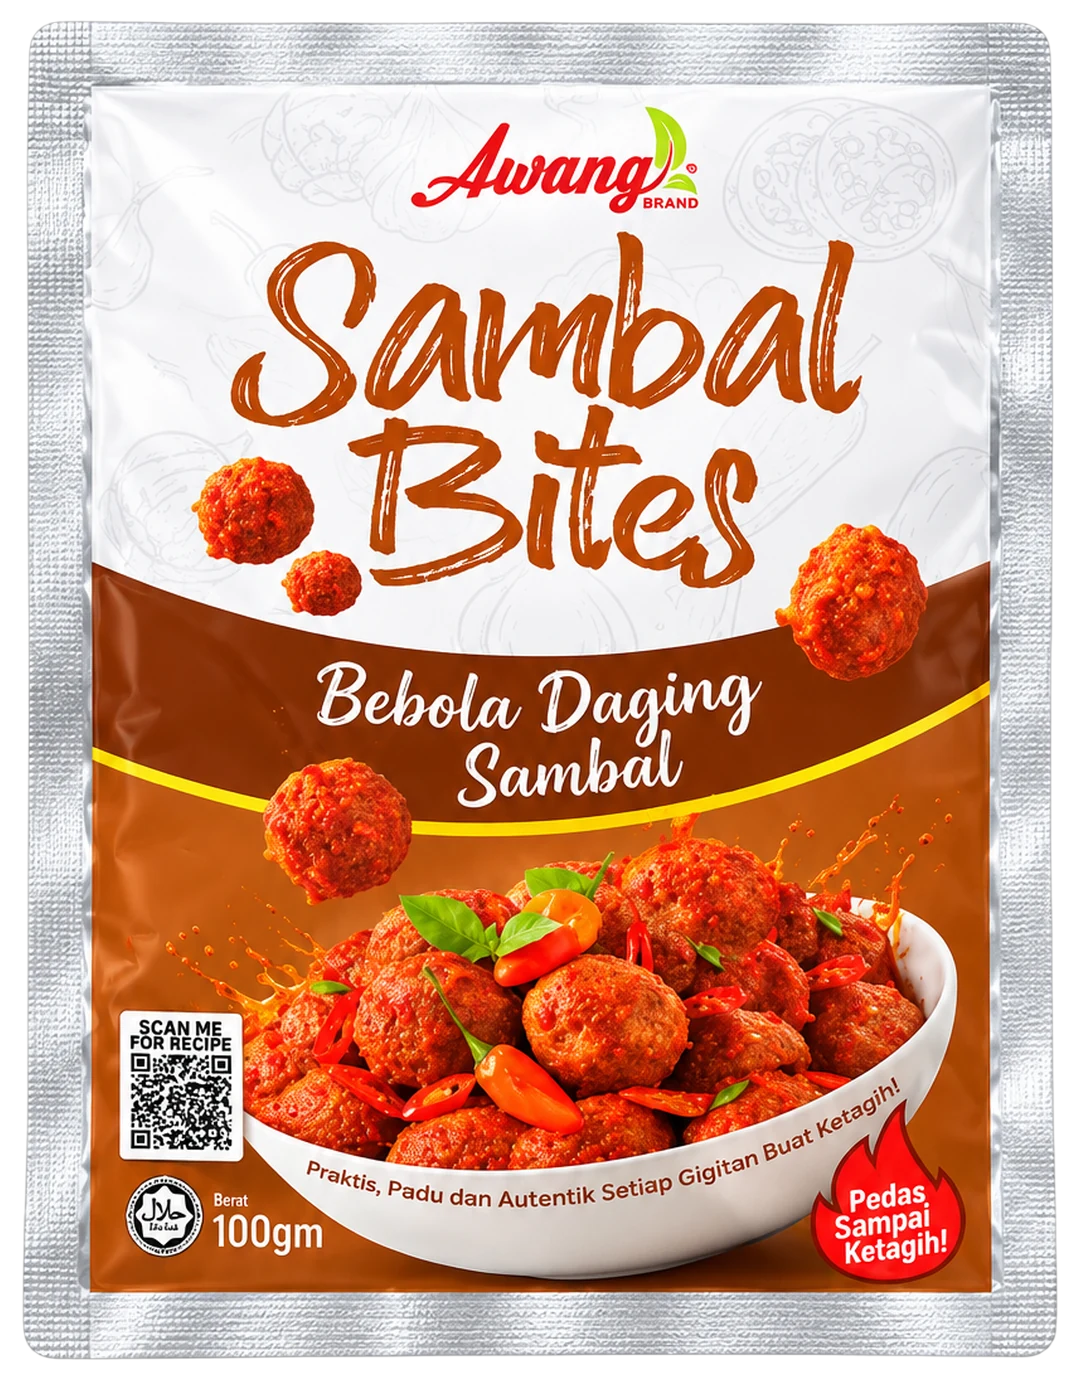 Awang
BRAND
Sambal
Bites
Bebola Daging
Sambal
SCAN ME
FOR RECIPE
Praktis, Padu dan Autentik Setiap Gigitan Buat Ketagih!
حلال
Berat
100gm
Pedas
Sampai
Ketagih!